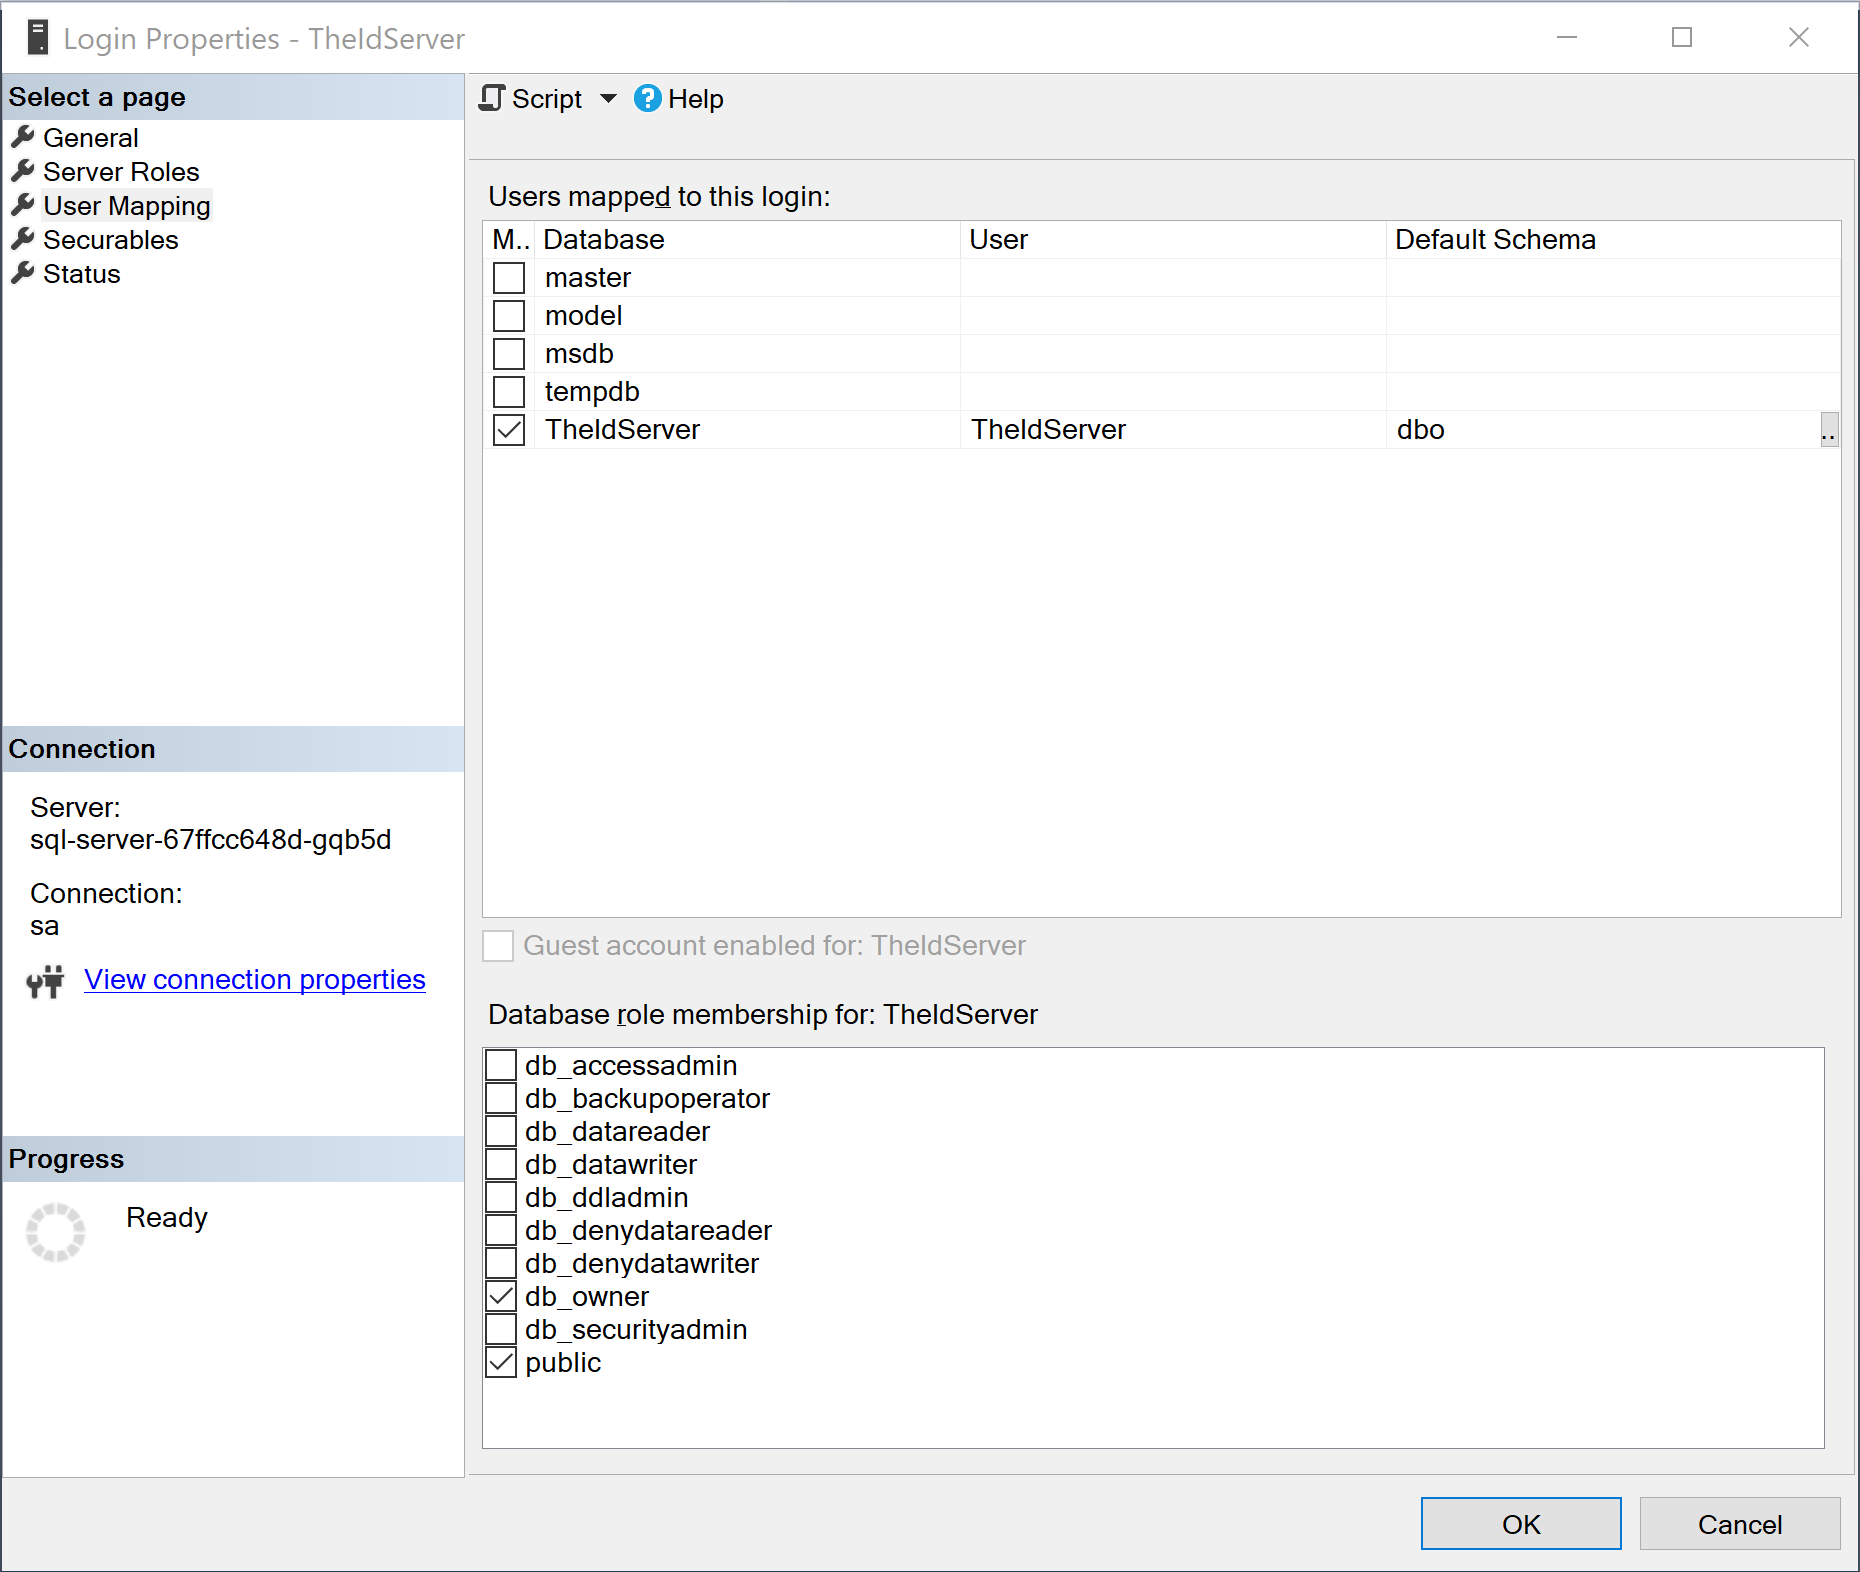 Login Properties - TheIdServer
Select a page
General
Server Roles
User Mapping
Securables
Status
Script
Help
Users mapped to this login:
M.. Database User Default Schema
master
model
msdb
tempdb
TheIdServer TheIdServer dbo ..
Guest account enabled for: TheIdServer
Database role membership for: TheIdServer
db_accessadmin
db_backupoperator
db_datareader
db_datawriter
db_ddladmin
db_denydatareader
db_denydatawriter
db_owner
db_securityadmin
public
Connection
Server:
sql-server-67ffcc648d-gqb5d
Connection:
sa
View connection properties
Progress
Ready
OK
Cancel